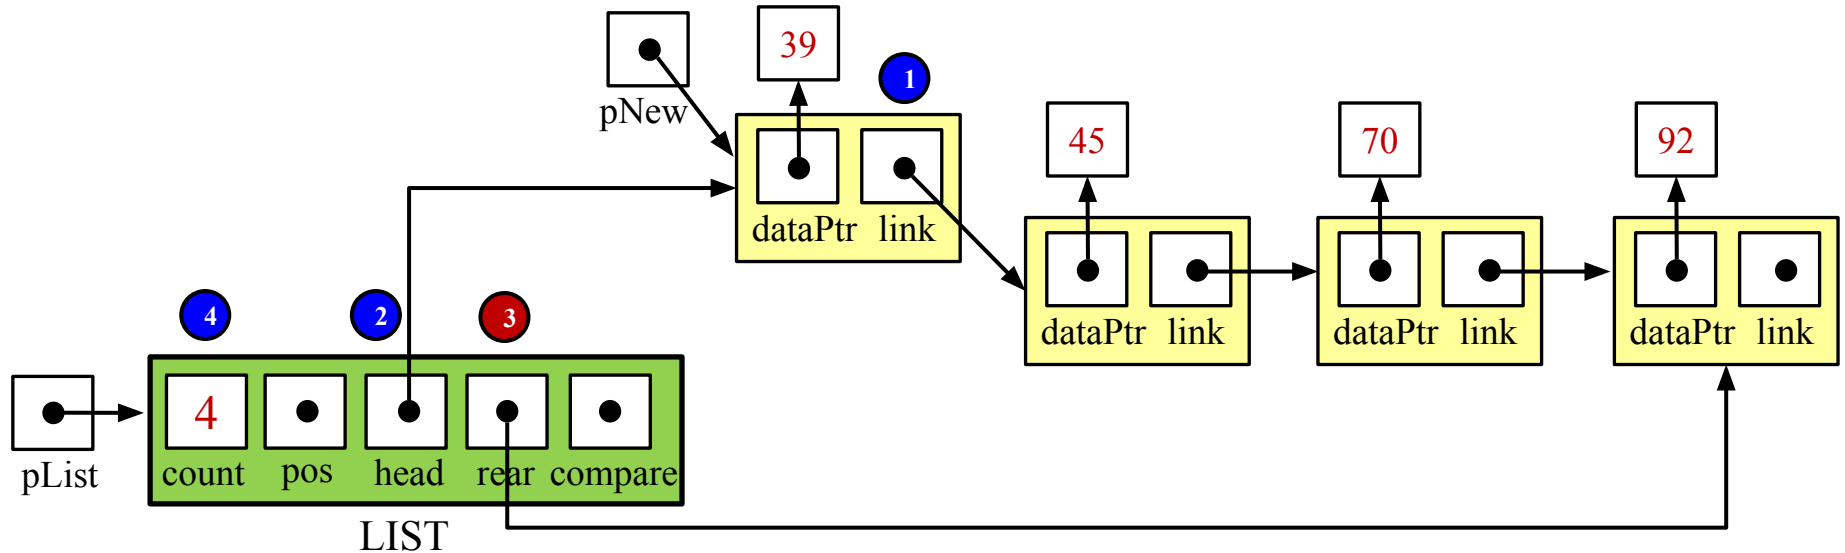 39
1
pNew
45
70
92
dataPtr link
dataPtr link
dataPtr link
dataPtr link
4
2
3
4
pList
count pos head rear compare
LIST